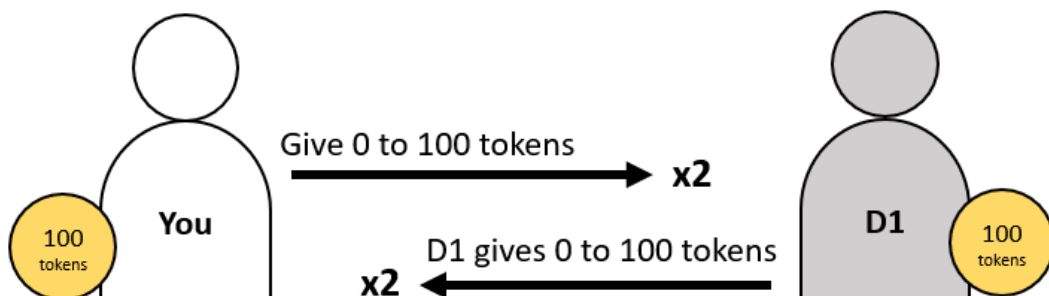 Give 0 to 100 tokens
x2
You
D1
100
tokens
100
tokens
D1 gives 0 to 100 tokens
x2